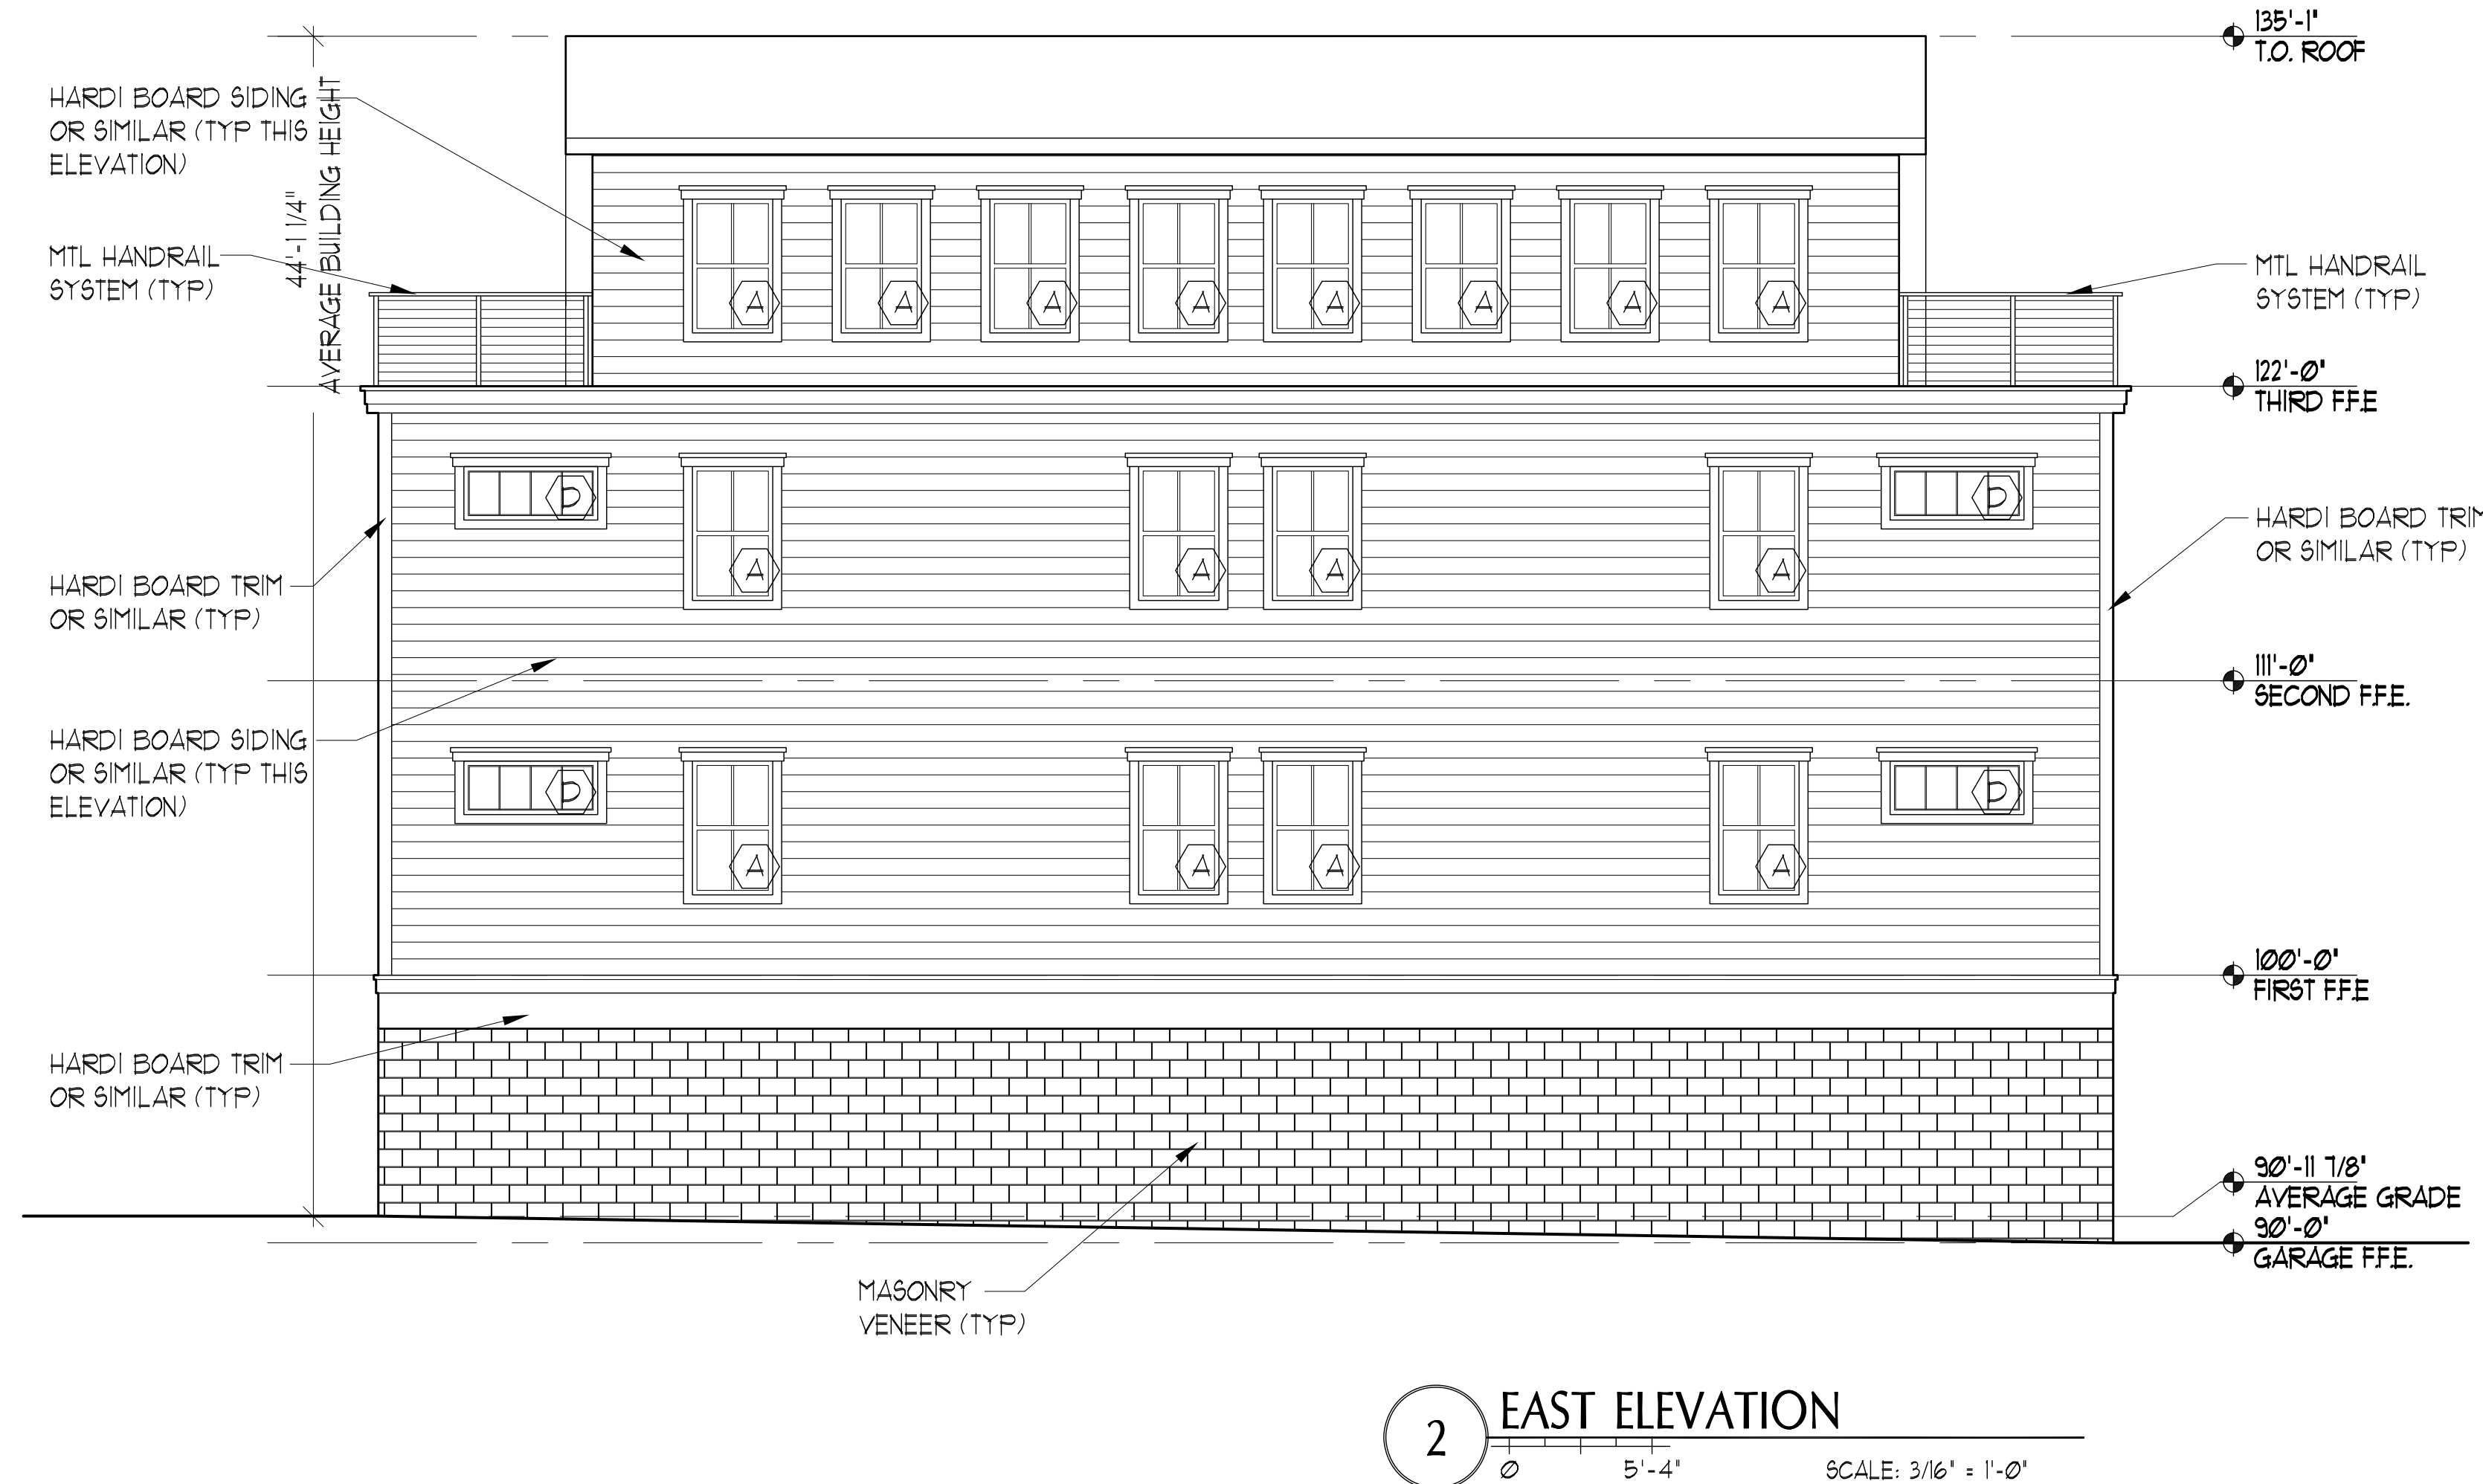 135'-1"
T.O. ROOF
HARDI BOARD SIDING
OR SIMILAR (TYP THIS
ELEVATION)
44'-1 1/4"
AVERAGE BUILDING HEIGHT
MTL HANDRAIL
SYSTEM (TYP)
A A A A A A A A
MTL HANDRAIL
SYSTEM (TYP)
122'-0"
THIRD F.F.E
D A A A A D
HARDI BOARD TRIM
OR SIMILAR (TYP)
HARDI BOARD TRIM
OR SIMILAR (TYP)
111'-0"
SECOND F.F.E.
HARDI BOARD SIDING
OR SIMILAR (TYP THIS
ELEVATION)
D A A A A D
100'-0"
FIRST F.F.E
HARDI BOARD TRIM
OR SIMILAR (TYP)
90'-11 7/8"
AVERAGE GRADE
90'-0"
GARAGE F.F.E.
MASONRY
VENEER (TYP)
2 EAST ELEVATION
0 5'-4" SCALE: 3/16" = 1'-0"